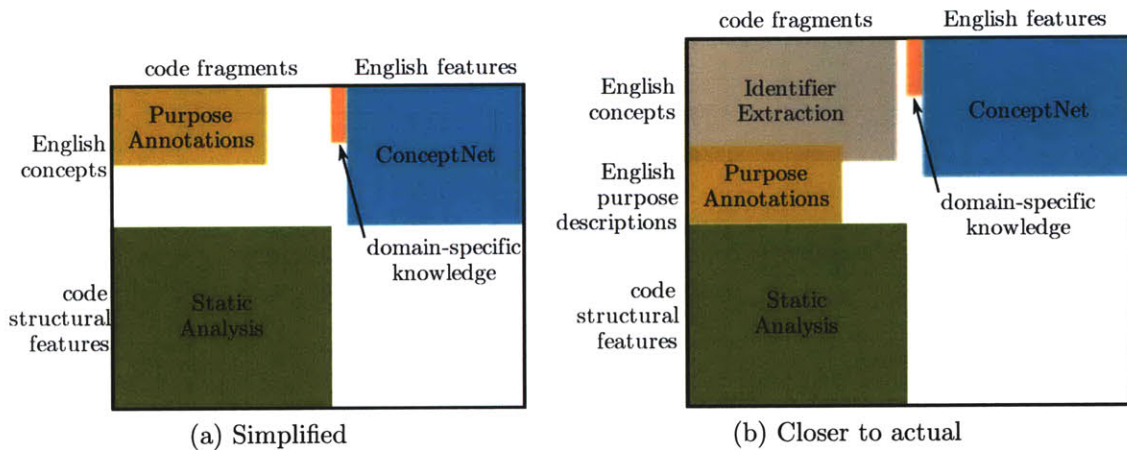 code fragments
English features
English
concepts
code
structural
features
Purpose
Annotations
ConceptNet
domain-specific
knowledge
Static
Analysis
(a) Simplified
code fragments
English features
English
concepts
English
purpose
descriptions
code
structural
features
Identifier
Extraction
ConceptNet
Purpose
Annotations
domain-specific
knowledge
Static
Analysis
(b) Closer to actual